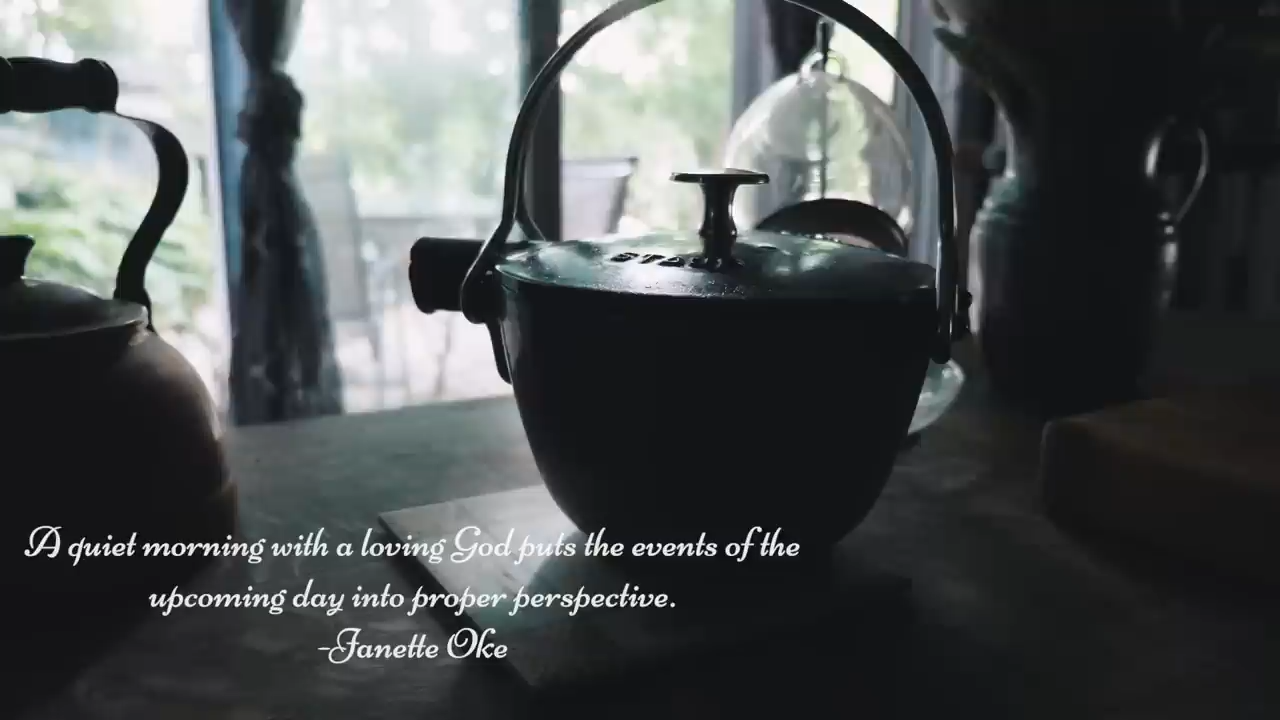 A quiet morning with a loving God puts the events of the
upcoming day into proper perspective.
-Janette Oke